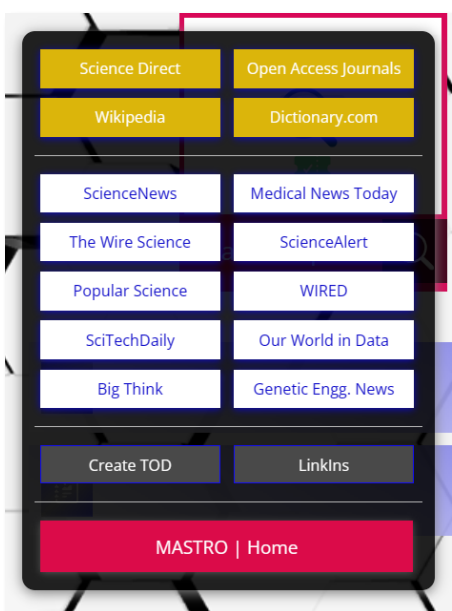 Science Direct
Open Access Journals
Wikipedia
Dictionary.com
ScienceNews
Medical News Today
The Wire Science
ScienceAlert
Popular Science
WIRED
SciTechDaily
Our World in Data
Big Think
Genetic Engg. News
Create TOD
LinkIns
MASTRO | Home